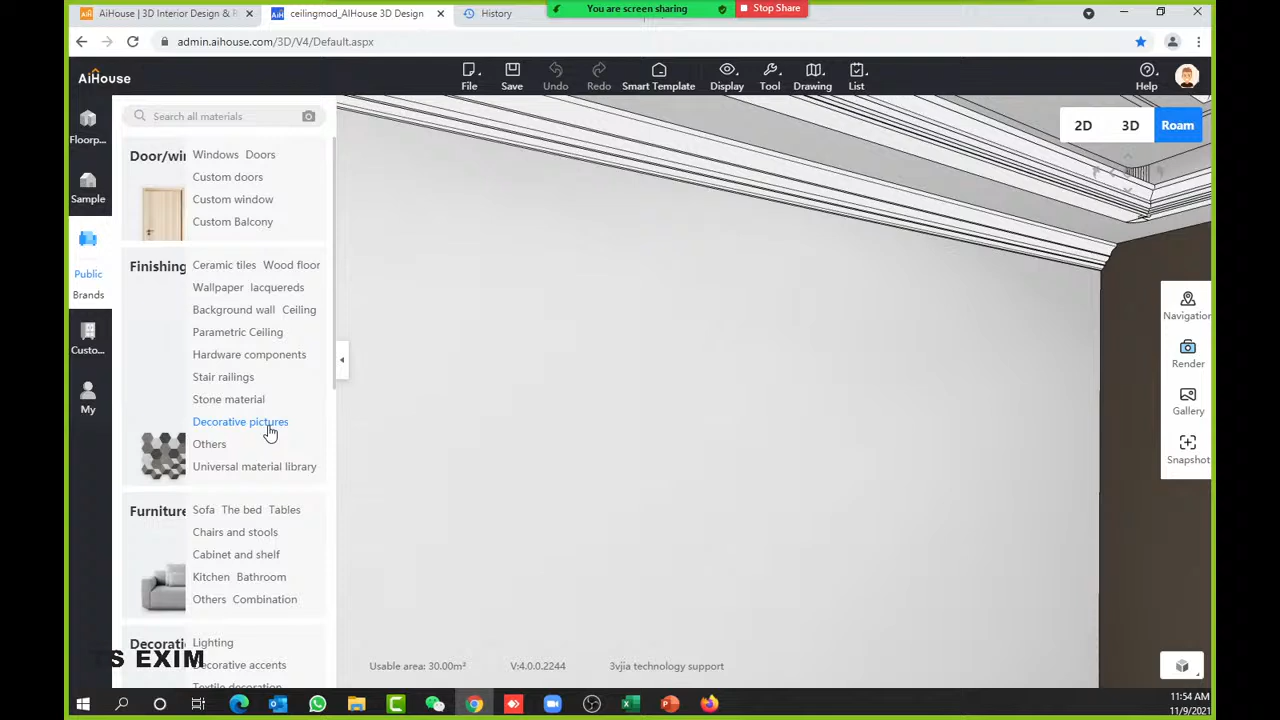 AiHouse | 3D Interior Design & R
ceilingmod_AIHouse 3D Design
History
You are screen sharing
Stop Share
admin.aihouse.com/3D/V4/Default.aspx
AiHouse
File
Save
Undo
Redo
Smart Template
Display
Tool
Drawing
List
Help
Floorp...
Sample
Public
Brands
Custo...
My
Search all materials
Door/wi
Windows Doors
Custom doors
Custom window
Custom Balcony
Finishing
Ceramic tiles Wood floor
Wallpaper lacquereds
Background wall Ceiling
Parametric Ceiling
Hardware components
Stair railings
Stone material
Decorative pictures
Others
Universal material library
Furniture
Sofa The bed Tables
Chairs and stools
Cabinet and shelf
Kitchen Bathroom
Others Combination
Decorati
Lighting
Decorative accents
Textile decoration
TS EXIM
2D
3D
Roam
Navigation
Render
Gallery
Snapshot
Usable area: 30.00m²
V:4.0.0.2244
3vjia technology support
11:54 AM
11/9/2021